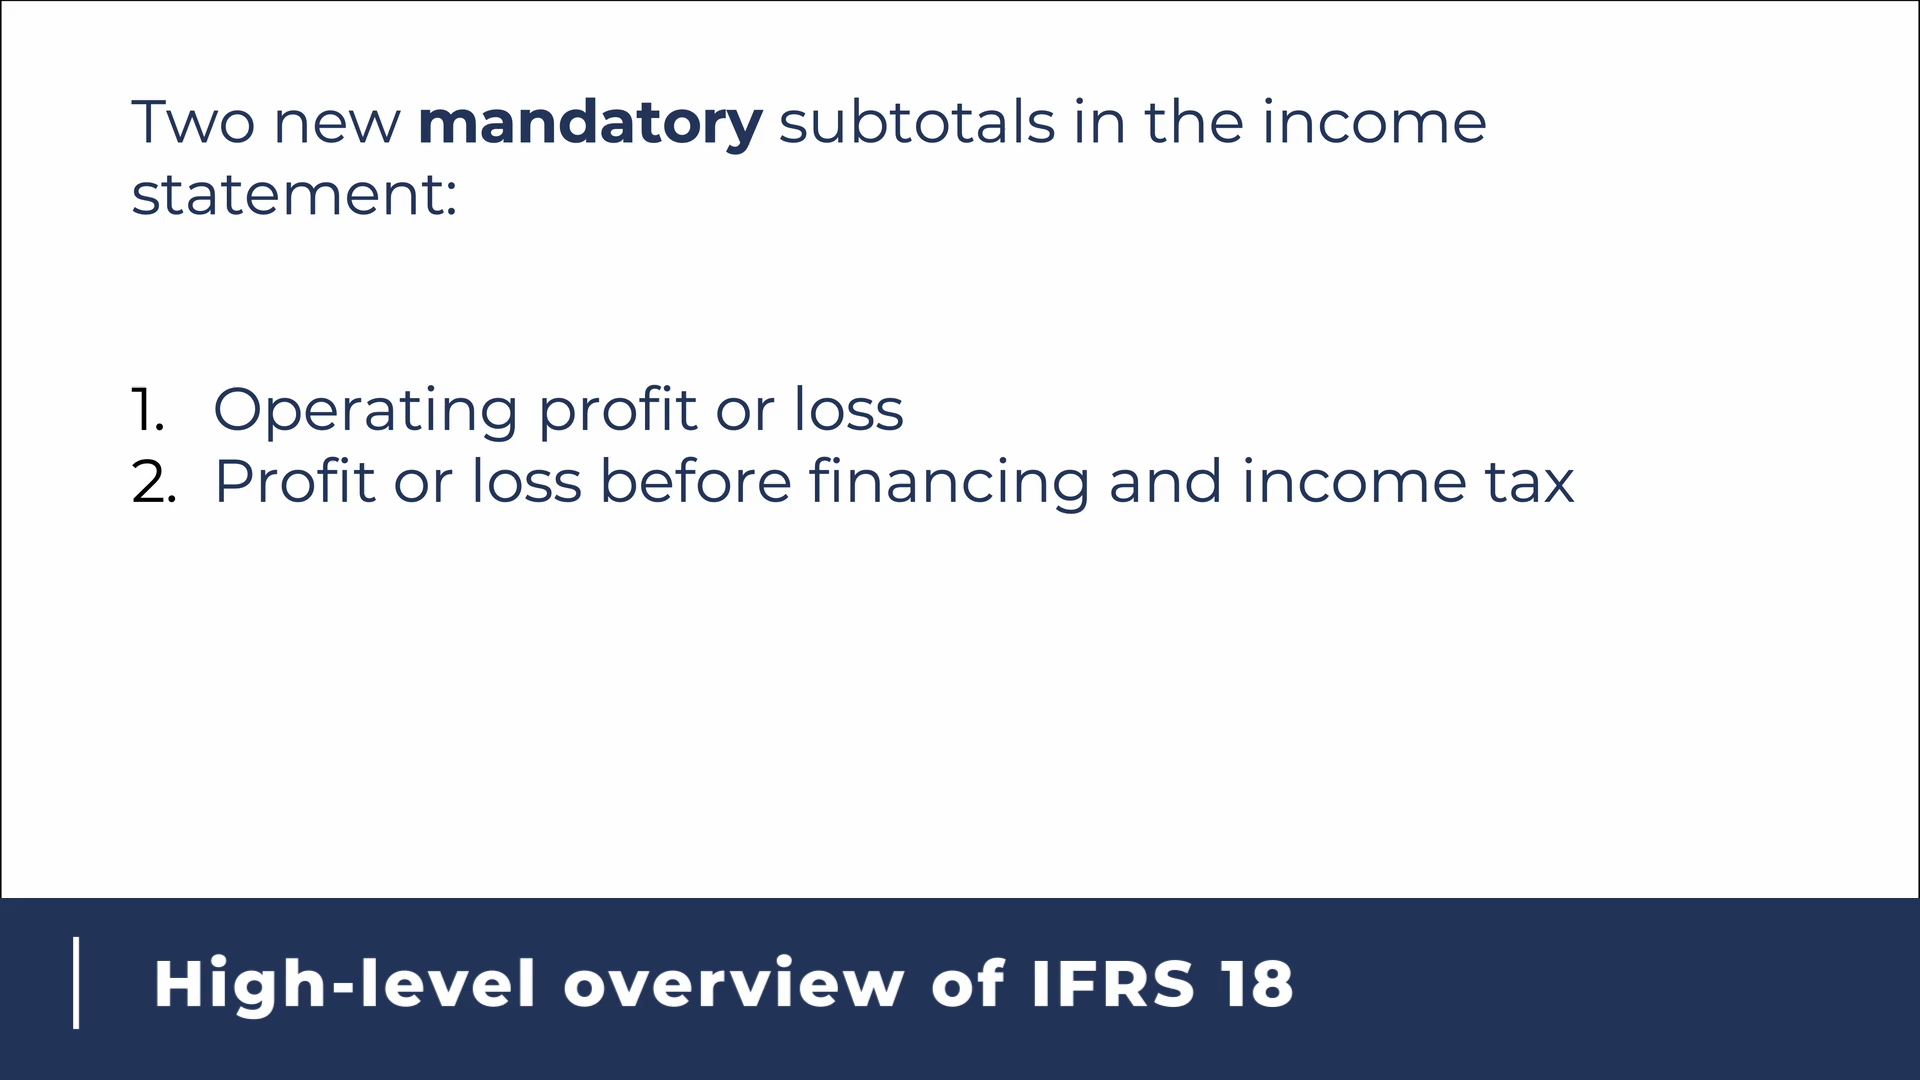 Two new mandatory subtotals in the income
statement:
1. Operating profit or loss
2. Profit or loss before financing and income tax
High-level overview of IFRS 18